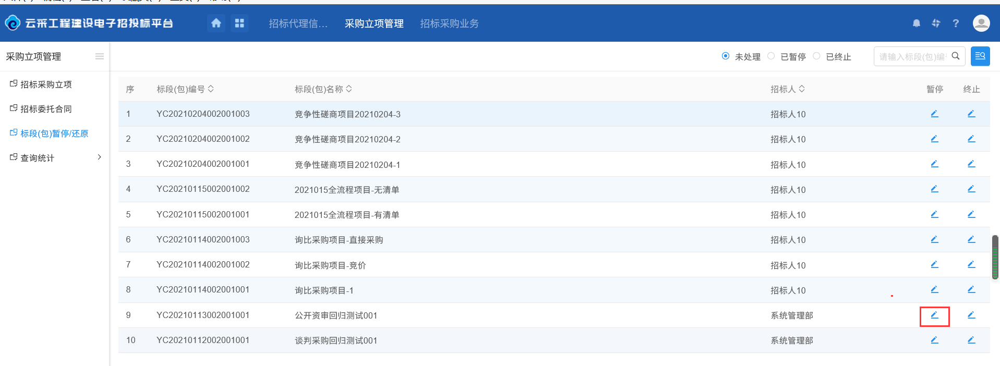 云采工程建设电子招投标平台
招标代理信... 采购立项管理 招标采购业务
采购立项管理
未处理 已暂停 已终止 请输入标段(包)编
招标采购立项
招标委托合同
标段(包)暂停/还原
查询统计
序 标段(包)编号 标段(包)名称 招标人 暂停 终止
1 YC20210204002001003 竞争性磋商项目20210204-3 招标人10
2 YC20210204002001002 竞争性磋商项目20210204-2 招标人10
3 YC20210204002001001 竞争性磋商项目20210204-1 招标人10
4 YC20210115002001002 2021015全流程项目-无清单 招标人10
5 YC20210115002001001 2021015全流程项目-有清单 招标人10
6 YC20210114002001003 询比采购项目-直接采购 招标人10
7 YC20210114002001002 询比采购项目-竞价 招标人10
8 YC20210114002001001 询比采购项目-1 招标人10
9 YC20210113002001001 公开资审回归测试001 系统管理部
10 YC20210112002001001 谈判采购回归测试001 系统管理部